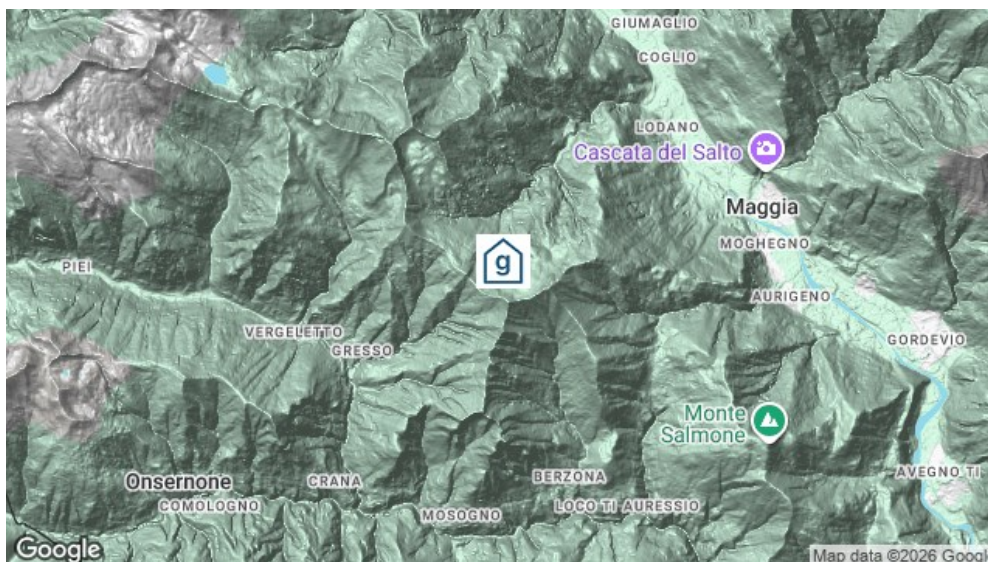 GIUMAGLIO
COGLIO
LODANO
Cascata del Salto
Maggia
MOGHEGNO
g
PIEI
AURIGENO
VERGELETTO
GRESSO
GORDEVIO
Monte
Salmone
AVEGNO TI
BERZONA
Onsernone
CRANA
COMOLOGNO
LOCO TI AURESSIO
MOSOGNO
Google
Map data ©2026 Google